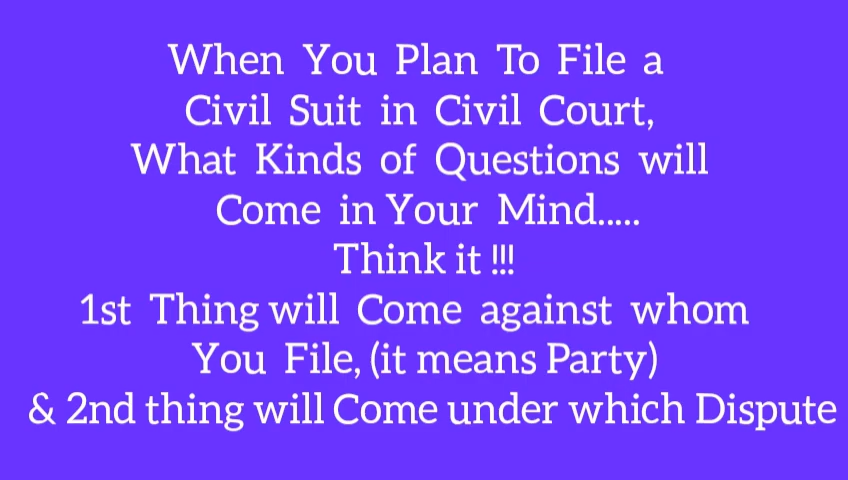 When You Plan To File a
Civil Suit in Civil Court,
What Kinds of Questions will
Come in Your Mind.....
Think it !!!
1st Thing will Come against whom
You File, (it means Party)
& 2nd thing will Come under which Dispute